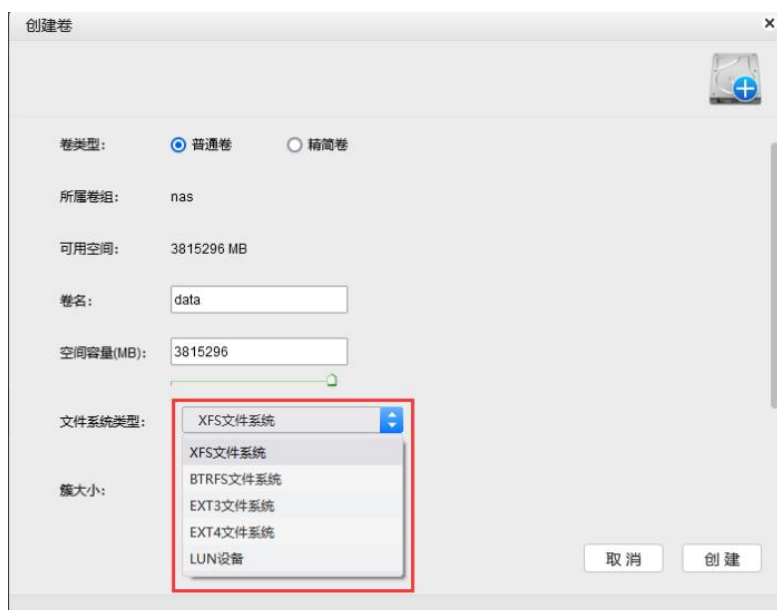 创建卷
卷类型: 普通卷 精简卷
所属卷组: nas
可用空间: 3815296 MB
卷名: data
空间容量(MB): 3815296
文件系统类型: XFS文件系统
XFS文件系统
BTRFS文件系统
簇大小:
EXT3文件系统
EXT4文件系统
LUN设备
取消 创建